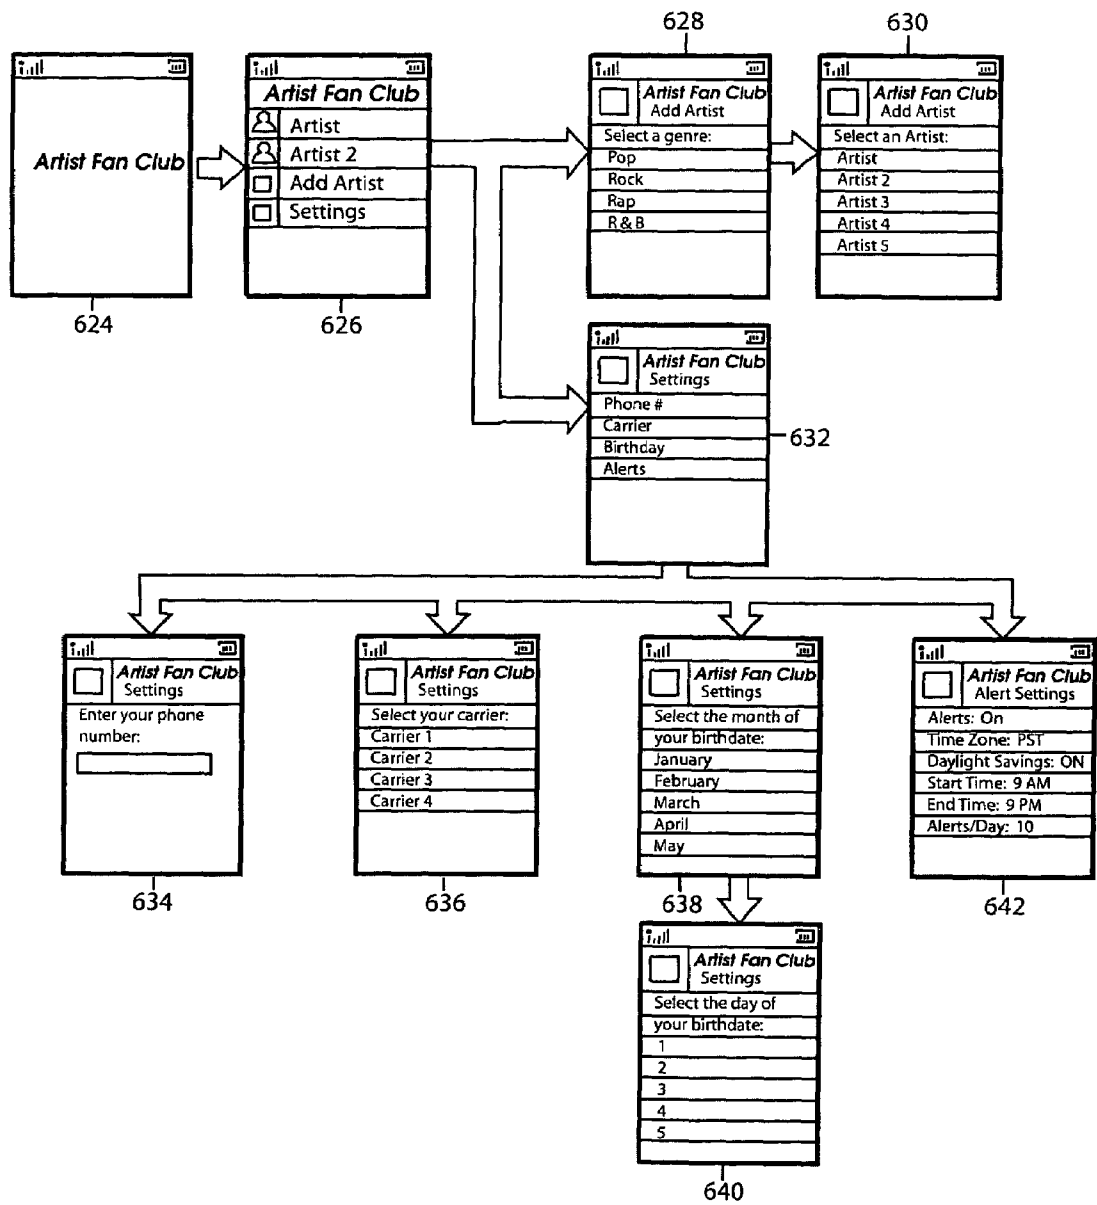 628
630
Artist Fan Club
624
Artist Fan Club
Artist
Artist 2
Add Artist
Settings
626
Artist Fan Club
Add Artist
Select a genre:
Pop
Rock
Rap
R & B
Artist Fan Club
Add Artist
Select an Artist:
Artist
Artist 2
Artist 3
Artist 4
Artist 5
Artist Fan Club
Settings
Phone #
Carrier
Birthday
Alerts
632
Artist Fan Club
Settings
Enter your phone
number:
634
Artist Fan Club
Settings
Select your carrier:
Carrier 1
Carrier 2
Carrier 3
Carrier 4
636
Artist Fan Club
Settings
Select the month of
your birthdate:
January
February
March
April
May
638
Artist Fan Club
Alert Settings
Alerts: On
Time Zone: PST
Daylight Savings: ON
Start Time: 9 AM
End Time: 9 PM
Alerts/Day: 10
642
Artist Fan Club
Settings
Select the day of
your birthdate:
1
2
3
4
5
640